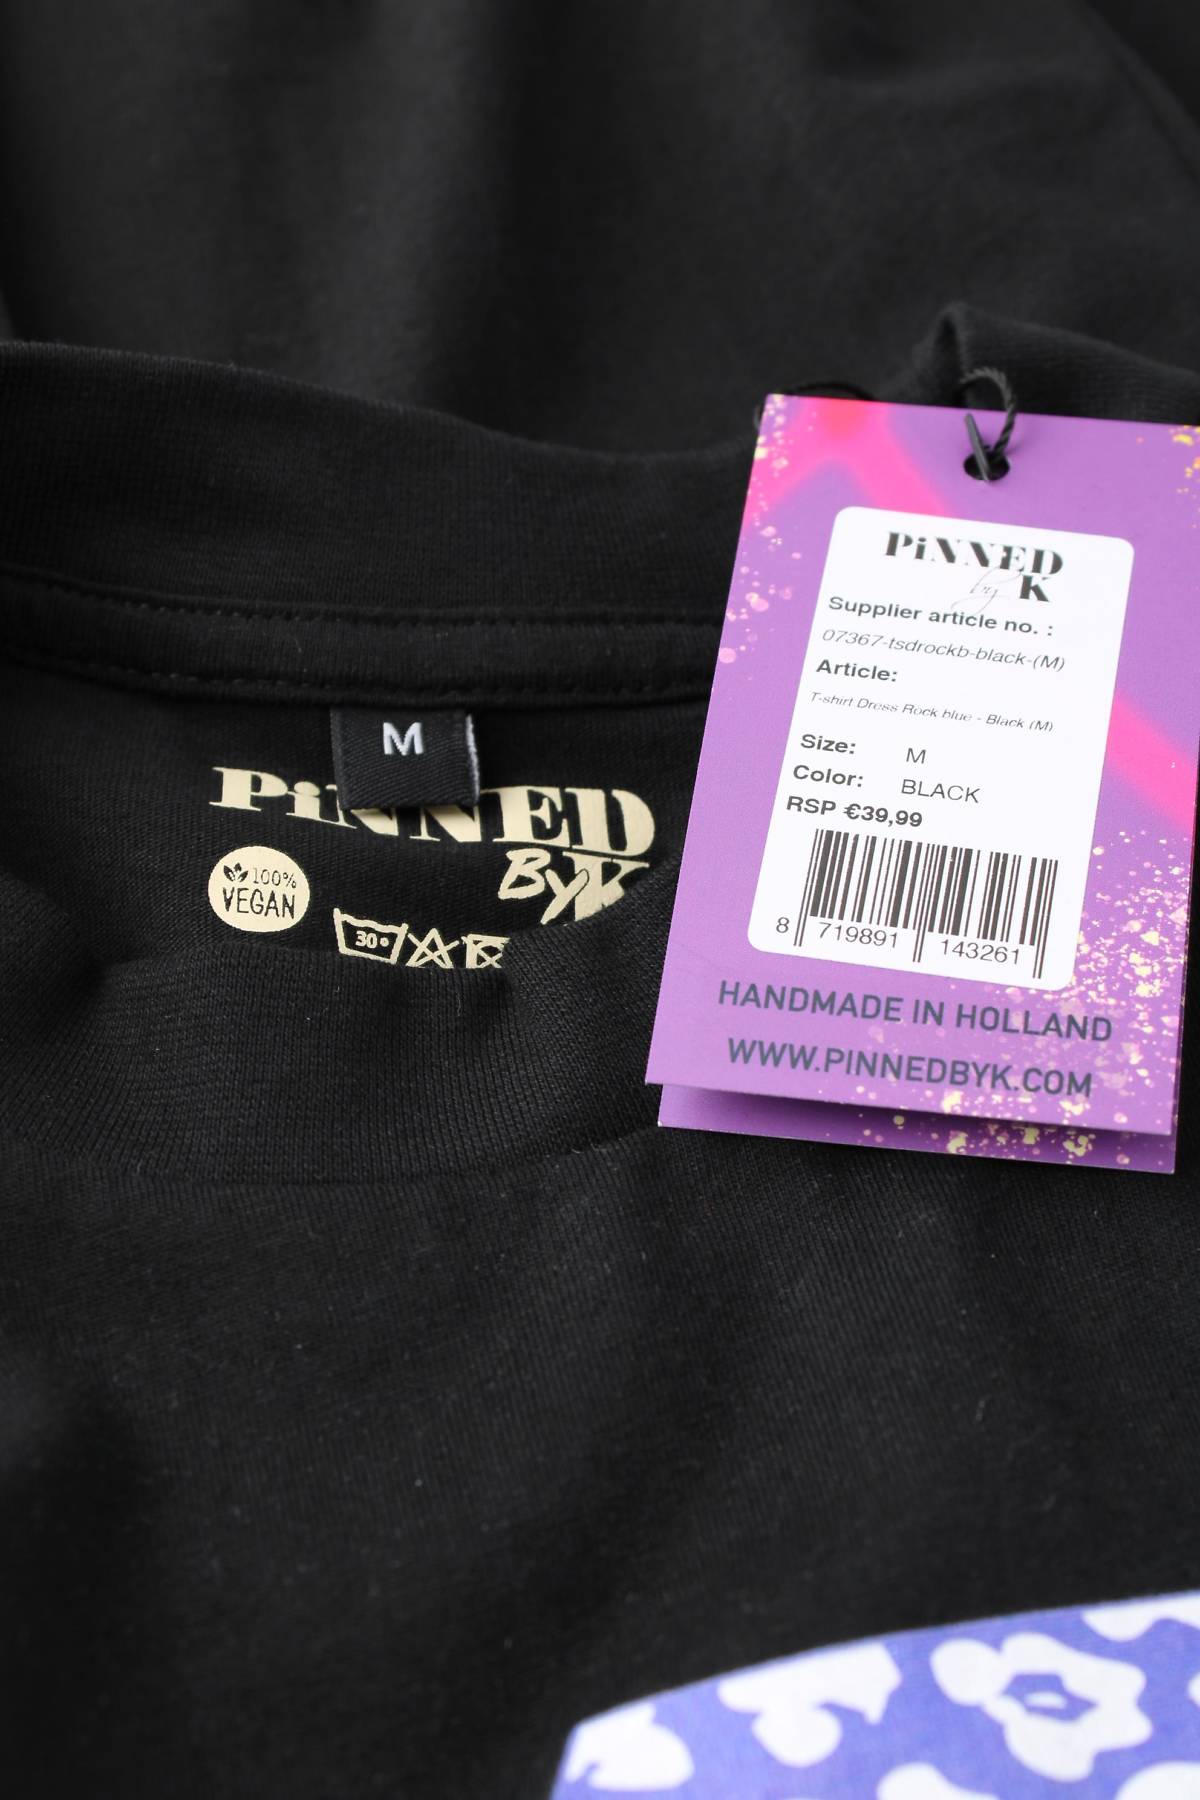 PiNNED
by K
Supplier article no. :
07367-tsdrockb-black-(M)
Article:
T-shirt Dress Rock blue - Black (M)
Size: M
Color: BLACK
RSP €39,99
8 719891 143261
HANDMADE IN HOLLAND
WWW.PINNEDBYK.COM
M
PiNNED
By K
100%
VEGAN
30°